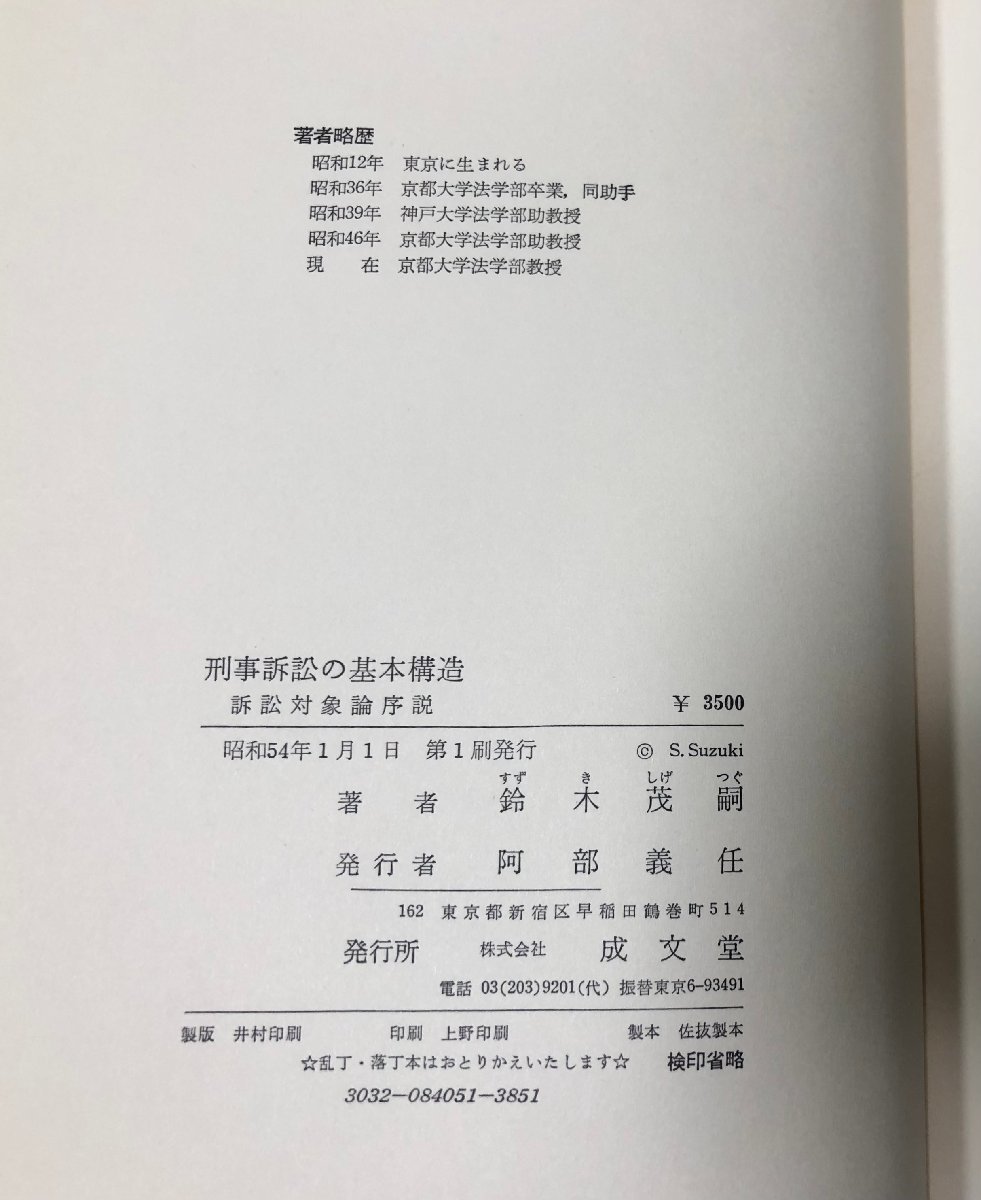 著者略歴
昭和12年 東京に生まれる
昭和36年 京都大学法学部卒業，同助手
昭和39年 神戸大学法学部助教授
昭和46年 京都大学法学部助教授
現在 京都大学法学部教授
刑事訴訟の基本構造
訴訟対象論序説 ￥3500
昭和54年1月1日 第1刷発行 © S.Suzuki
すず き しげ つぐ
著者 鈴木茂嗣
発行者 阿部義任
162 東京都新宿区早稲田鶴巻町514
発行所 株式会社 成文堂
電話 03(203)9201(代) 振替東京6-93491
製版 井村印刷 印刷 上野印刷 製本 佐抜製本
☆乱丁・落丁本はおとりかえいたします☆ 検印省略
3032-084051-3851